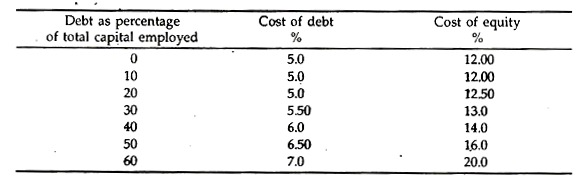 Debt as percentage Cost of debt Cost of equity
of total capital employed % %
0 5.0 12.00
10 5.0 12.00
20 5.0 12.50
30 5.50 13.0
40 6.0 14.0
50 6.50 16.0
60 7.0 20.0